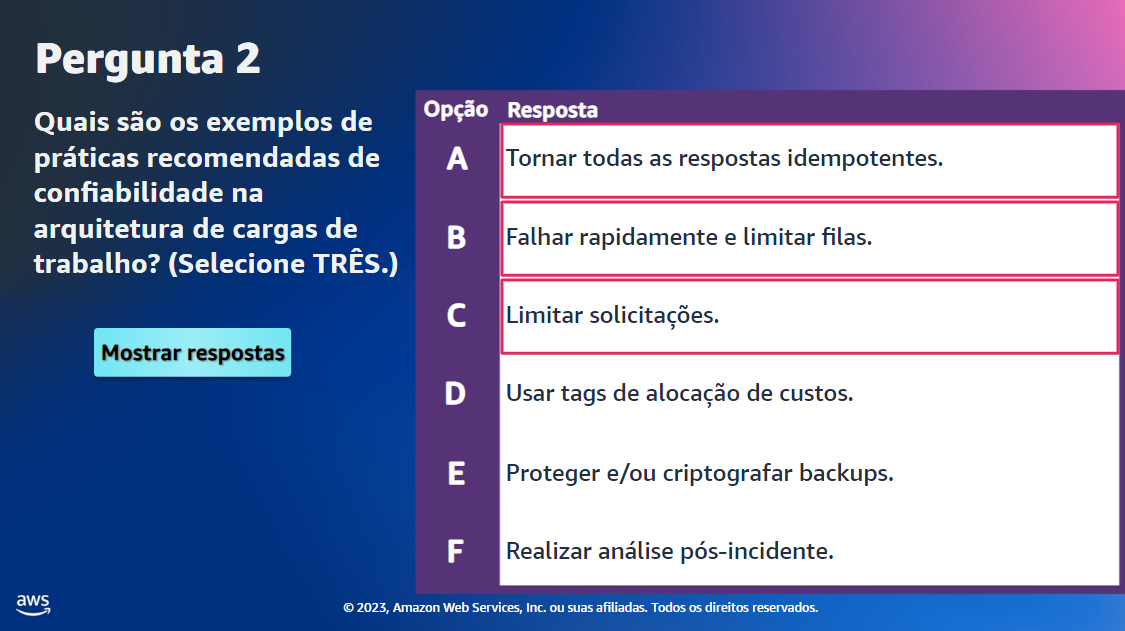 Pergunta 2
Quais são os exemplos de
práticas recomendadas de
confiabilidade na
arquitetura de cargas de
trabalho? (Selecione TRÊS.)
Mostrar respostas
Opção Resposta
A Tornar todas as respostas idempotentes.
B Falhar rapidamente e limitar filas.
C Limitar solicitações.
D Usar tags de alocação de custos.
E Proteger e/ou criptografar backups.
F Realizar análise pós-incidente.
aws
© 2023, Amazon Web Services, Inc. ou suas afiliadas. Todos os direitos reservados.